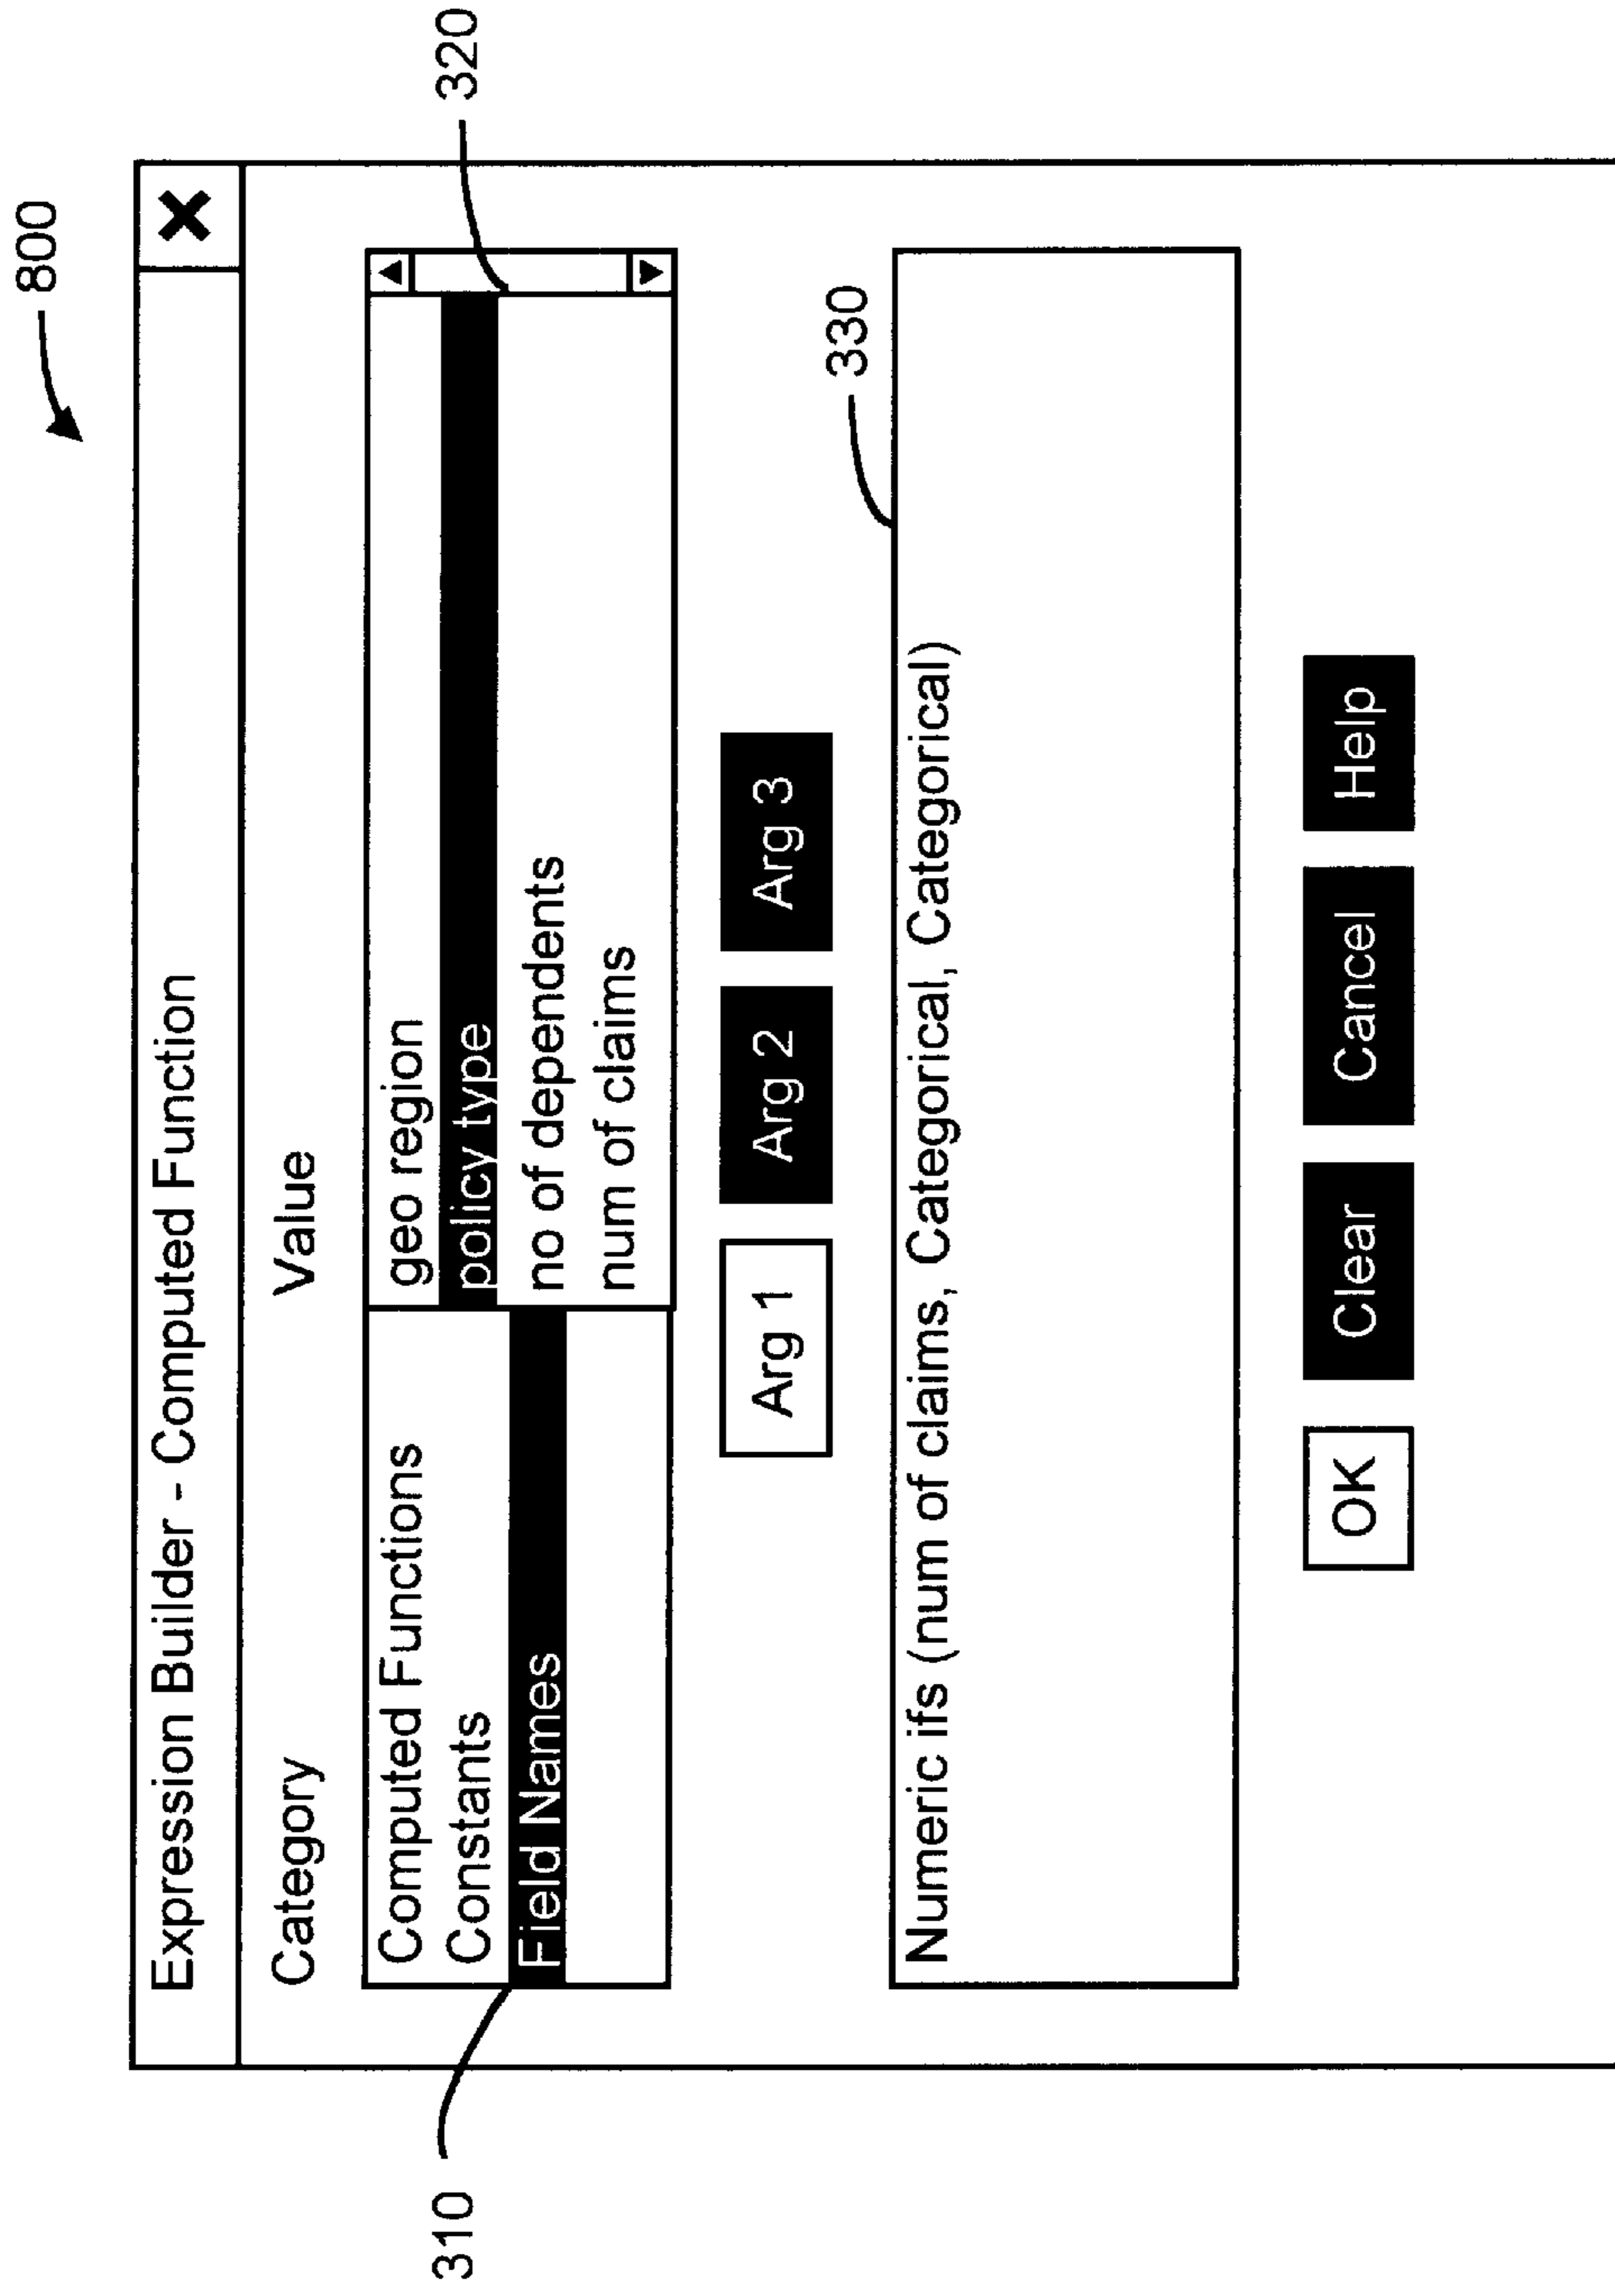 800
Expression Builder - Computed Function
Category
Value
310
Computed Functions
Constants
Field Names
320
geo region
policy type
no of dependents
num of claims
Arg 1
Arg 2
Arg 3
330
Numeric ifs (num of claims, Categorical, Categorical)
OK
Clear
Cancel
Help